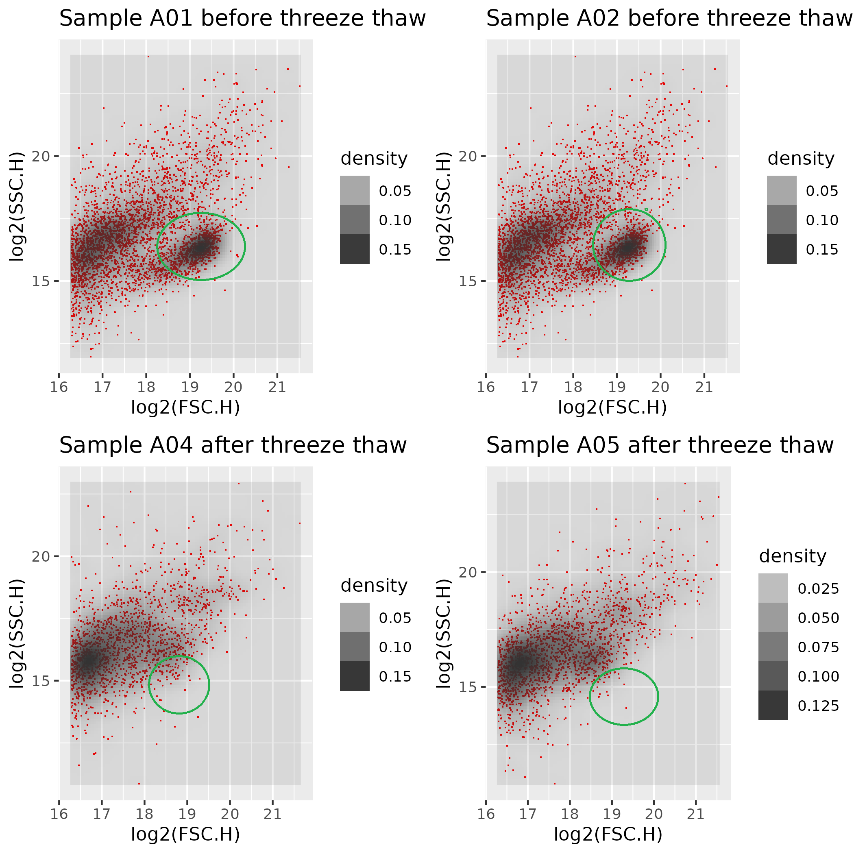 Sample A01 before threeze thaw
20
15
16 17 18 19 20 21
log2(FSC.H)
log2(SSC.H)
density
0.05
0.10
0.15
Sample A02 before threeze thaw
20
15
16 17 18 19 20 21
log2(FSC.H)
log2(SSC.H)
density
0.05
0.10
0.15
Sample A04 after threeze thaw
20
15
10
16 17 18 19 20 21
log2(FSC.H)
log2(SSC.H)
density
0.05
0.10
0.15
Sample A05 after threeze thaw
20
15
10
16 17 18 19 20 21
log2(FSC.H)
log2(SSC.H)
density
0.025
0.050
0.075
0.100
0.125